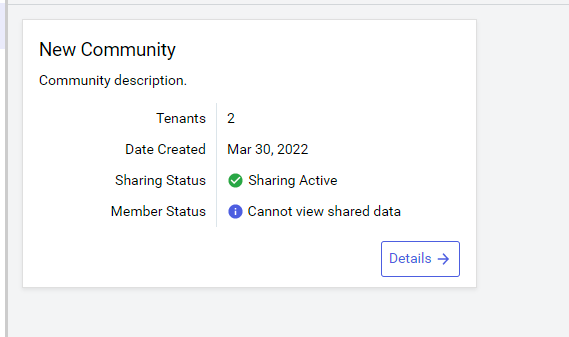 New Community
Community description.
Tenants 2
Date Created Mar 30, 2022
Sharing Status Sharing Active
Member Status Cannot view shared data
Details